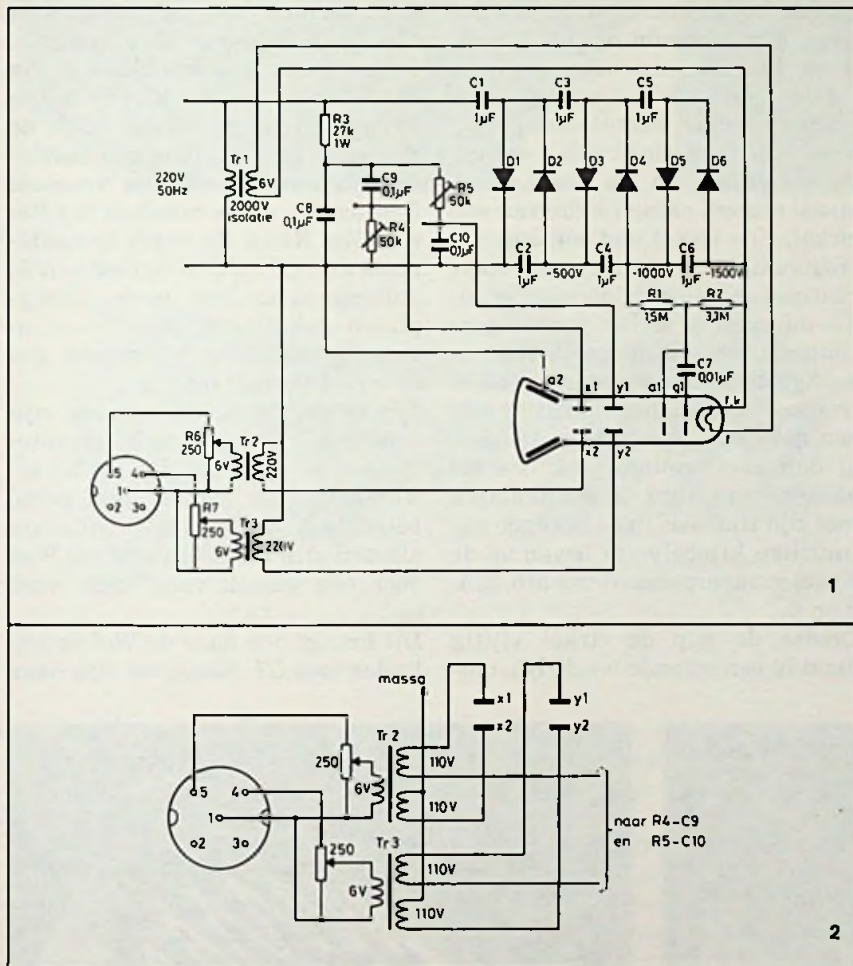 C1
1µF
C3
1µF
C5
1µF
R3
27k
1W
Tr1
220V
50Hz
6V
2000V
isolatie
C9
0,1µF
R5
50k
D1
D2
D3
D4
D5
D6
C8
0,1µF
R4
50k
C10
0,1µF
C2
1µF
-500V
C4
1µF
-1000V
C6
1µF
-1500V
R1
1,5M
R2
3,3M
C7
0,01µF
a2
x1
y1
a1
g1
f,k
x2
y2
f
R6
250
Tr2
6V
220V
5
4
1
2
3
R7
250
Tr3
6V
220V
1
massa
x1
y1
x2
y2
Tr2
250
110V
6V
5
4
1
110V
2
3
naar R4-C9
en R5-C10
Tr3
250
110V
6V
110V
2